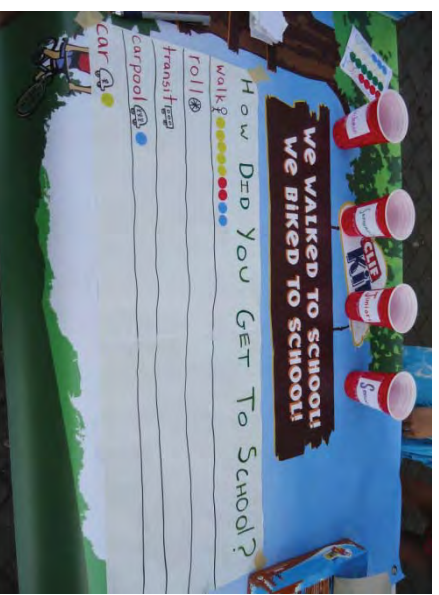 CLIF
WE WALKED TO SCHOOL!
WE BIKED TO SCHOOL!
HOW DID YOU GET TO SCHOOL?
walk
roll
transit
carpool
car